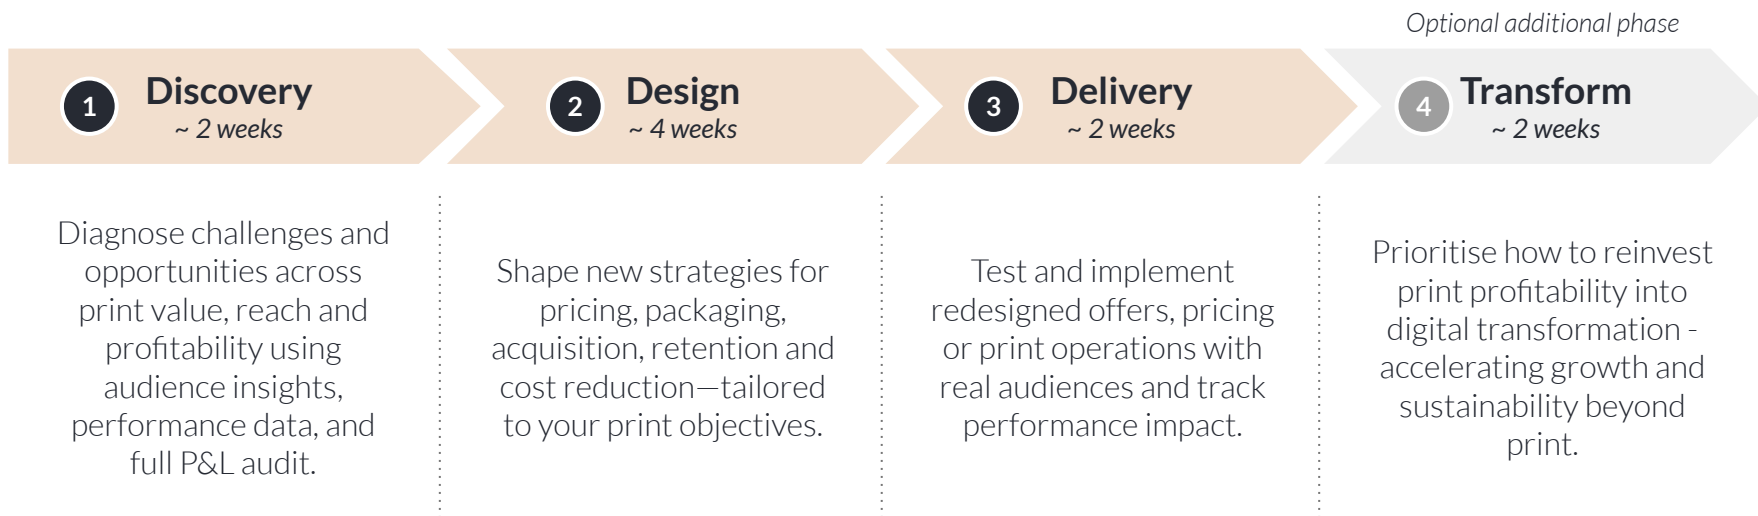 Optional additional phase
1
Discovery
~ 2 weeks
2
Design
~ 4 weeks
3
Delivery
~ 2 weeks
4
Transform
~ 2 weeks
Diagnose challenges and
opportunities across
print value, reach and
profitability using
audience insights,
performance data, and
full P&L audit.
Shape new strategies for
pricing, packaging,
acquisition, retention and
cost reduction—tailored
to your print objectives.
Test and implement
redesigned offers, pricing
or print operations with
real audiences and track
performance impact.
Prioritise how to reinvest
print profitability into
digital transformation -
accelerating growth and
sustainability beyond
print.